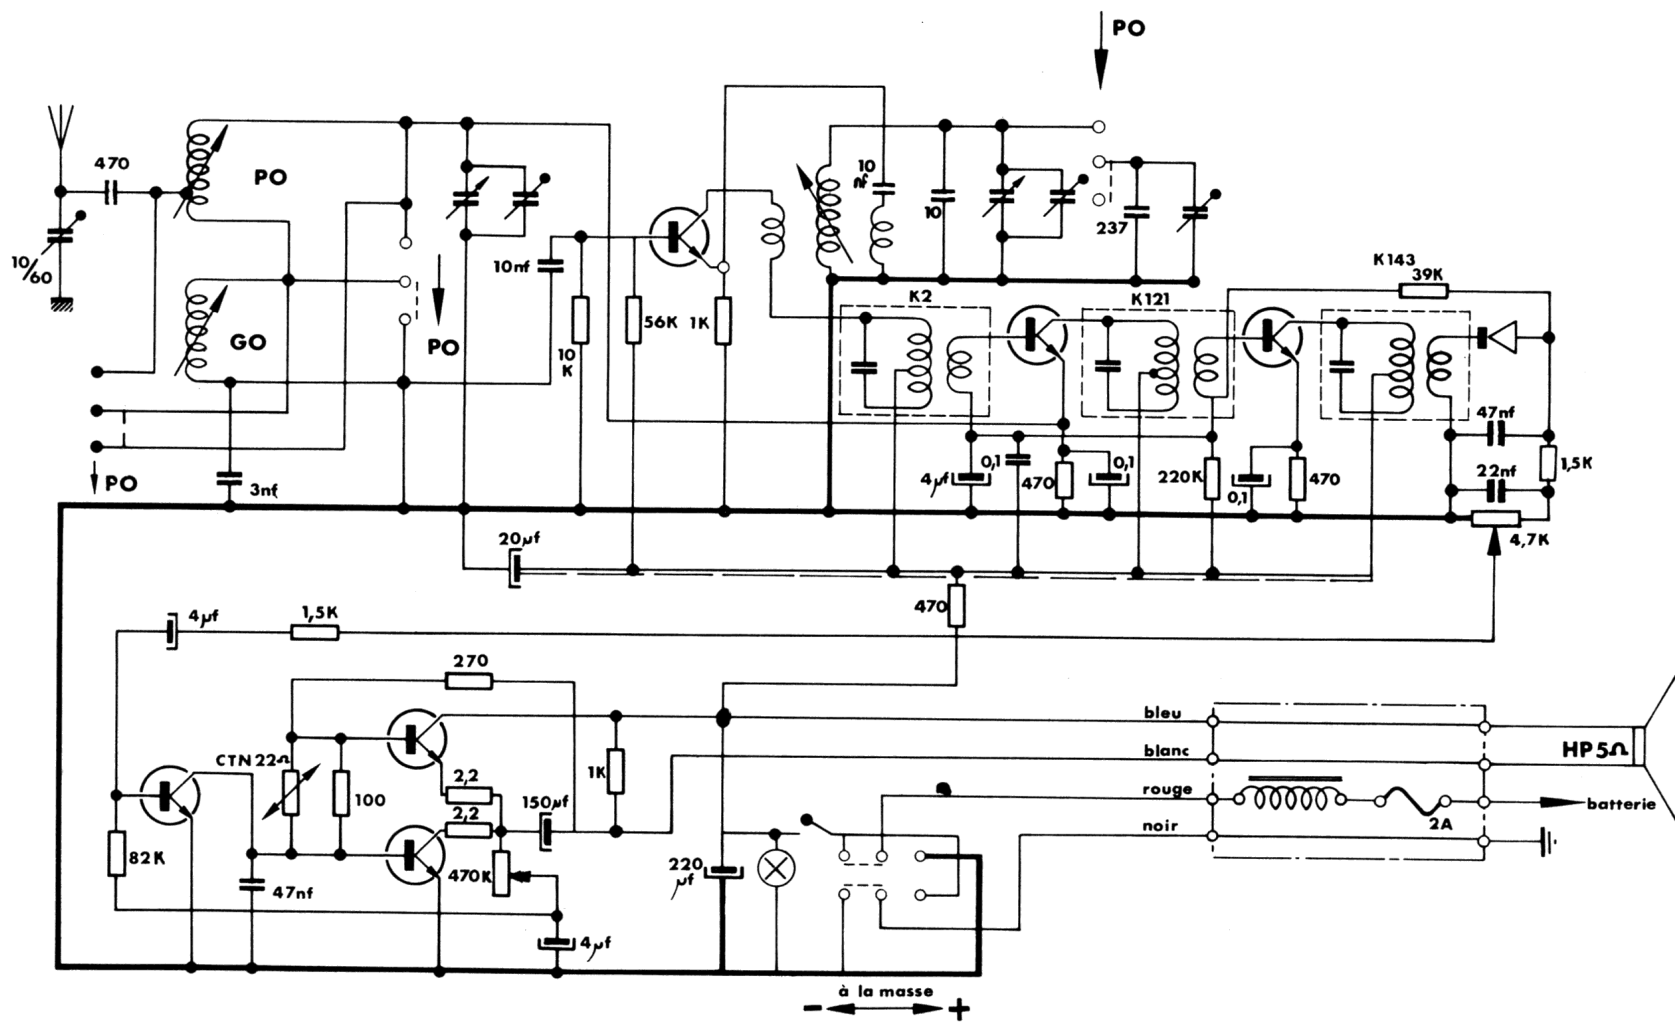 PO
470
PO
10
nf
10
237
10/60
10nf
K143
39K
GO
PO
56K
1K
K2
K121
10
K
PO
3nf
4µf
0,1
470
0,1
220K
0,1
470
47nf
22nf
1,5K
4,7K
20µf
470
4µf
1,5K
270
bleu
blanc
rouge
noir
HP5Ω
batterie
2A
CTN 22Ω
100
2,2
2,2
150µf
1K
82K
47nf
470K
4µf
220
µf
à la masse
- +